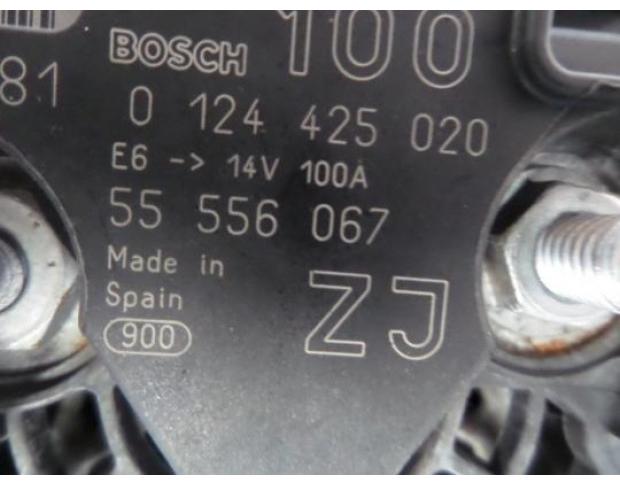 BOSCH 100
81
0 124 425 020
E6 -> 14V 100A
55 556 067
Made in
Spain
900
ZJ